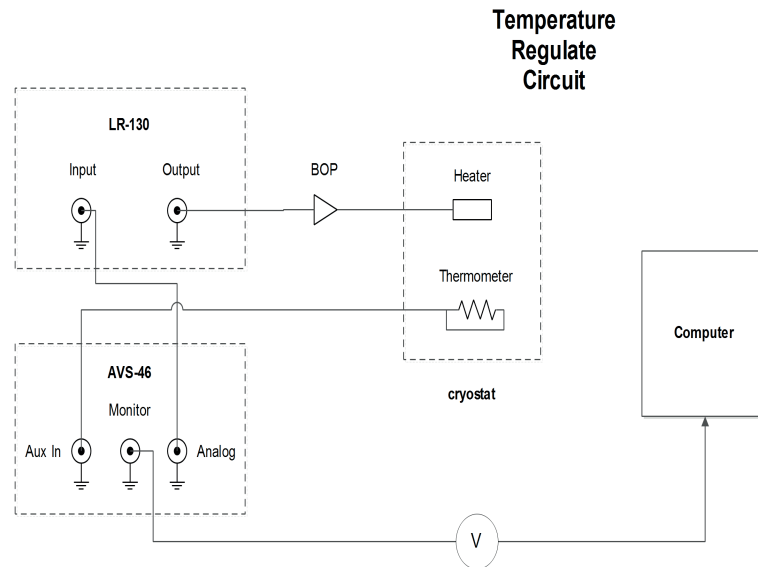 Temperature
Regulate
Circuit
LR-130
Input
Output
BOP
Heater
Thermometer
Computer
cryostat
AVS-46
Monitor
Aux In
Analog
V